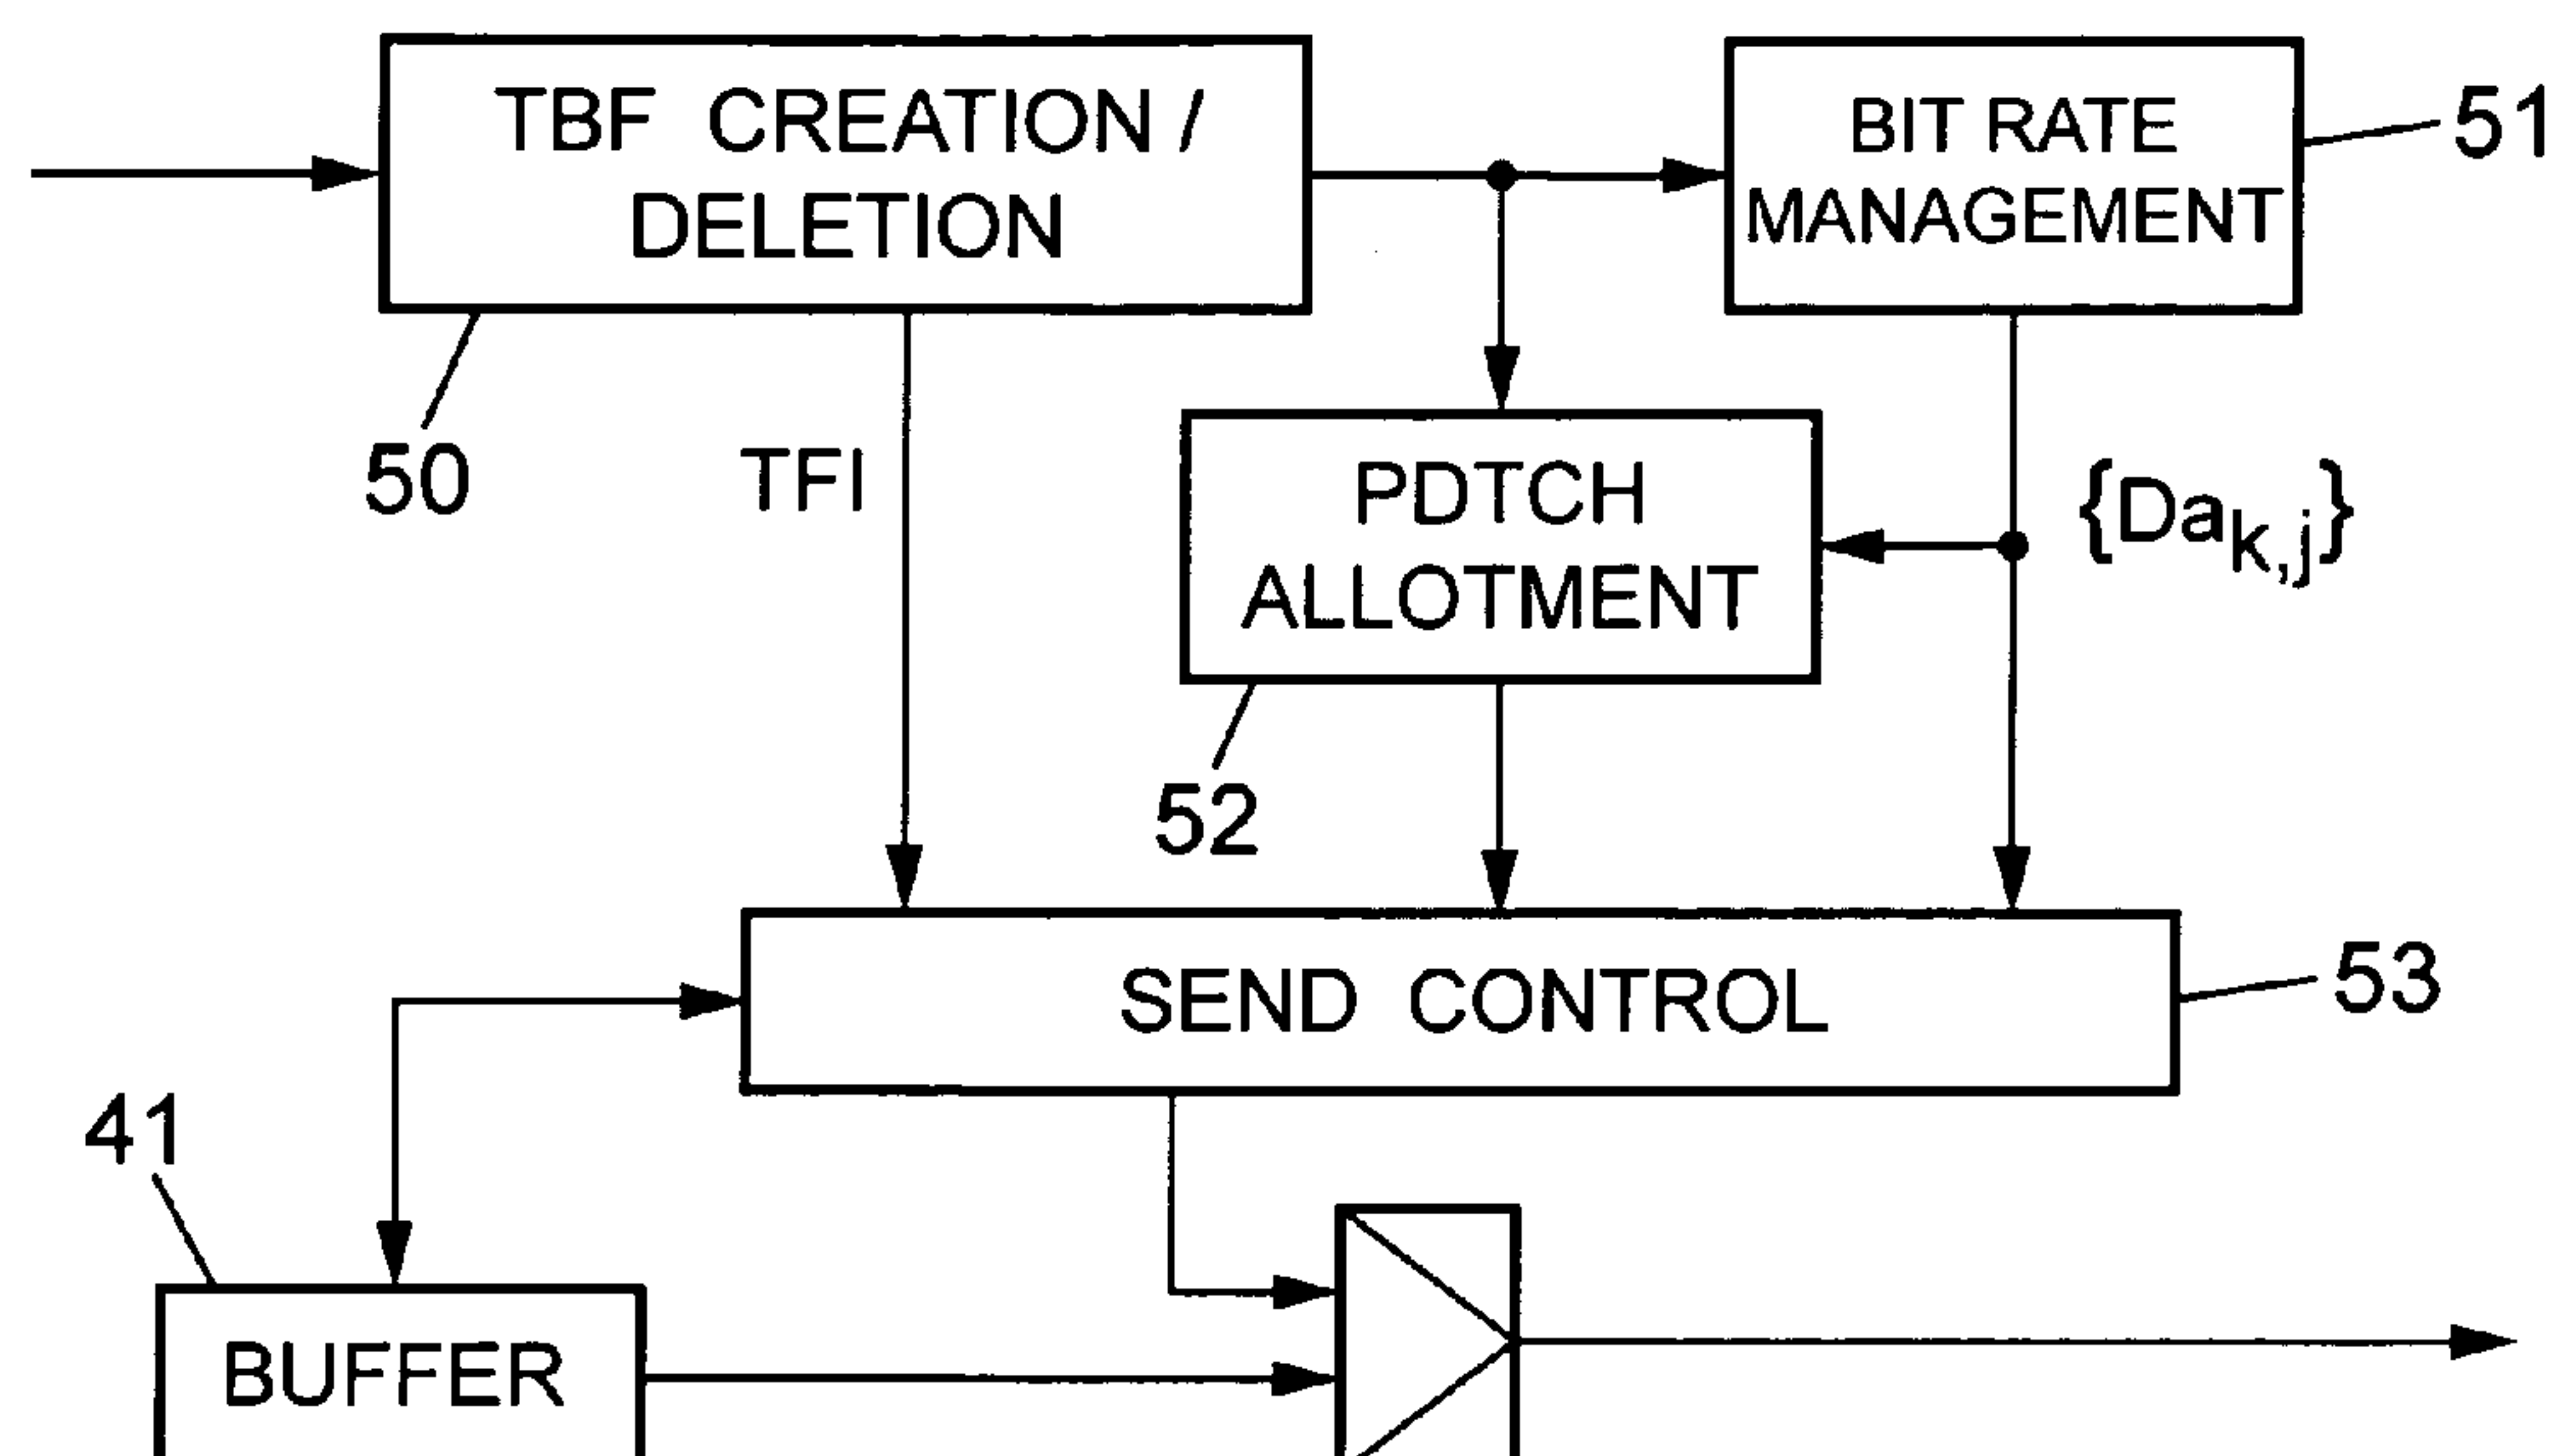 TBF CREATION /
DELETION
BIT RATE
MANAGEMENT
51
50
TFI
PDTCH
ALLOTMENT
{Dak,j}
52
SEND CONTROL
53
41
BUFFER